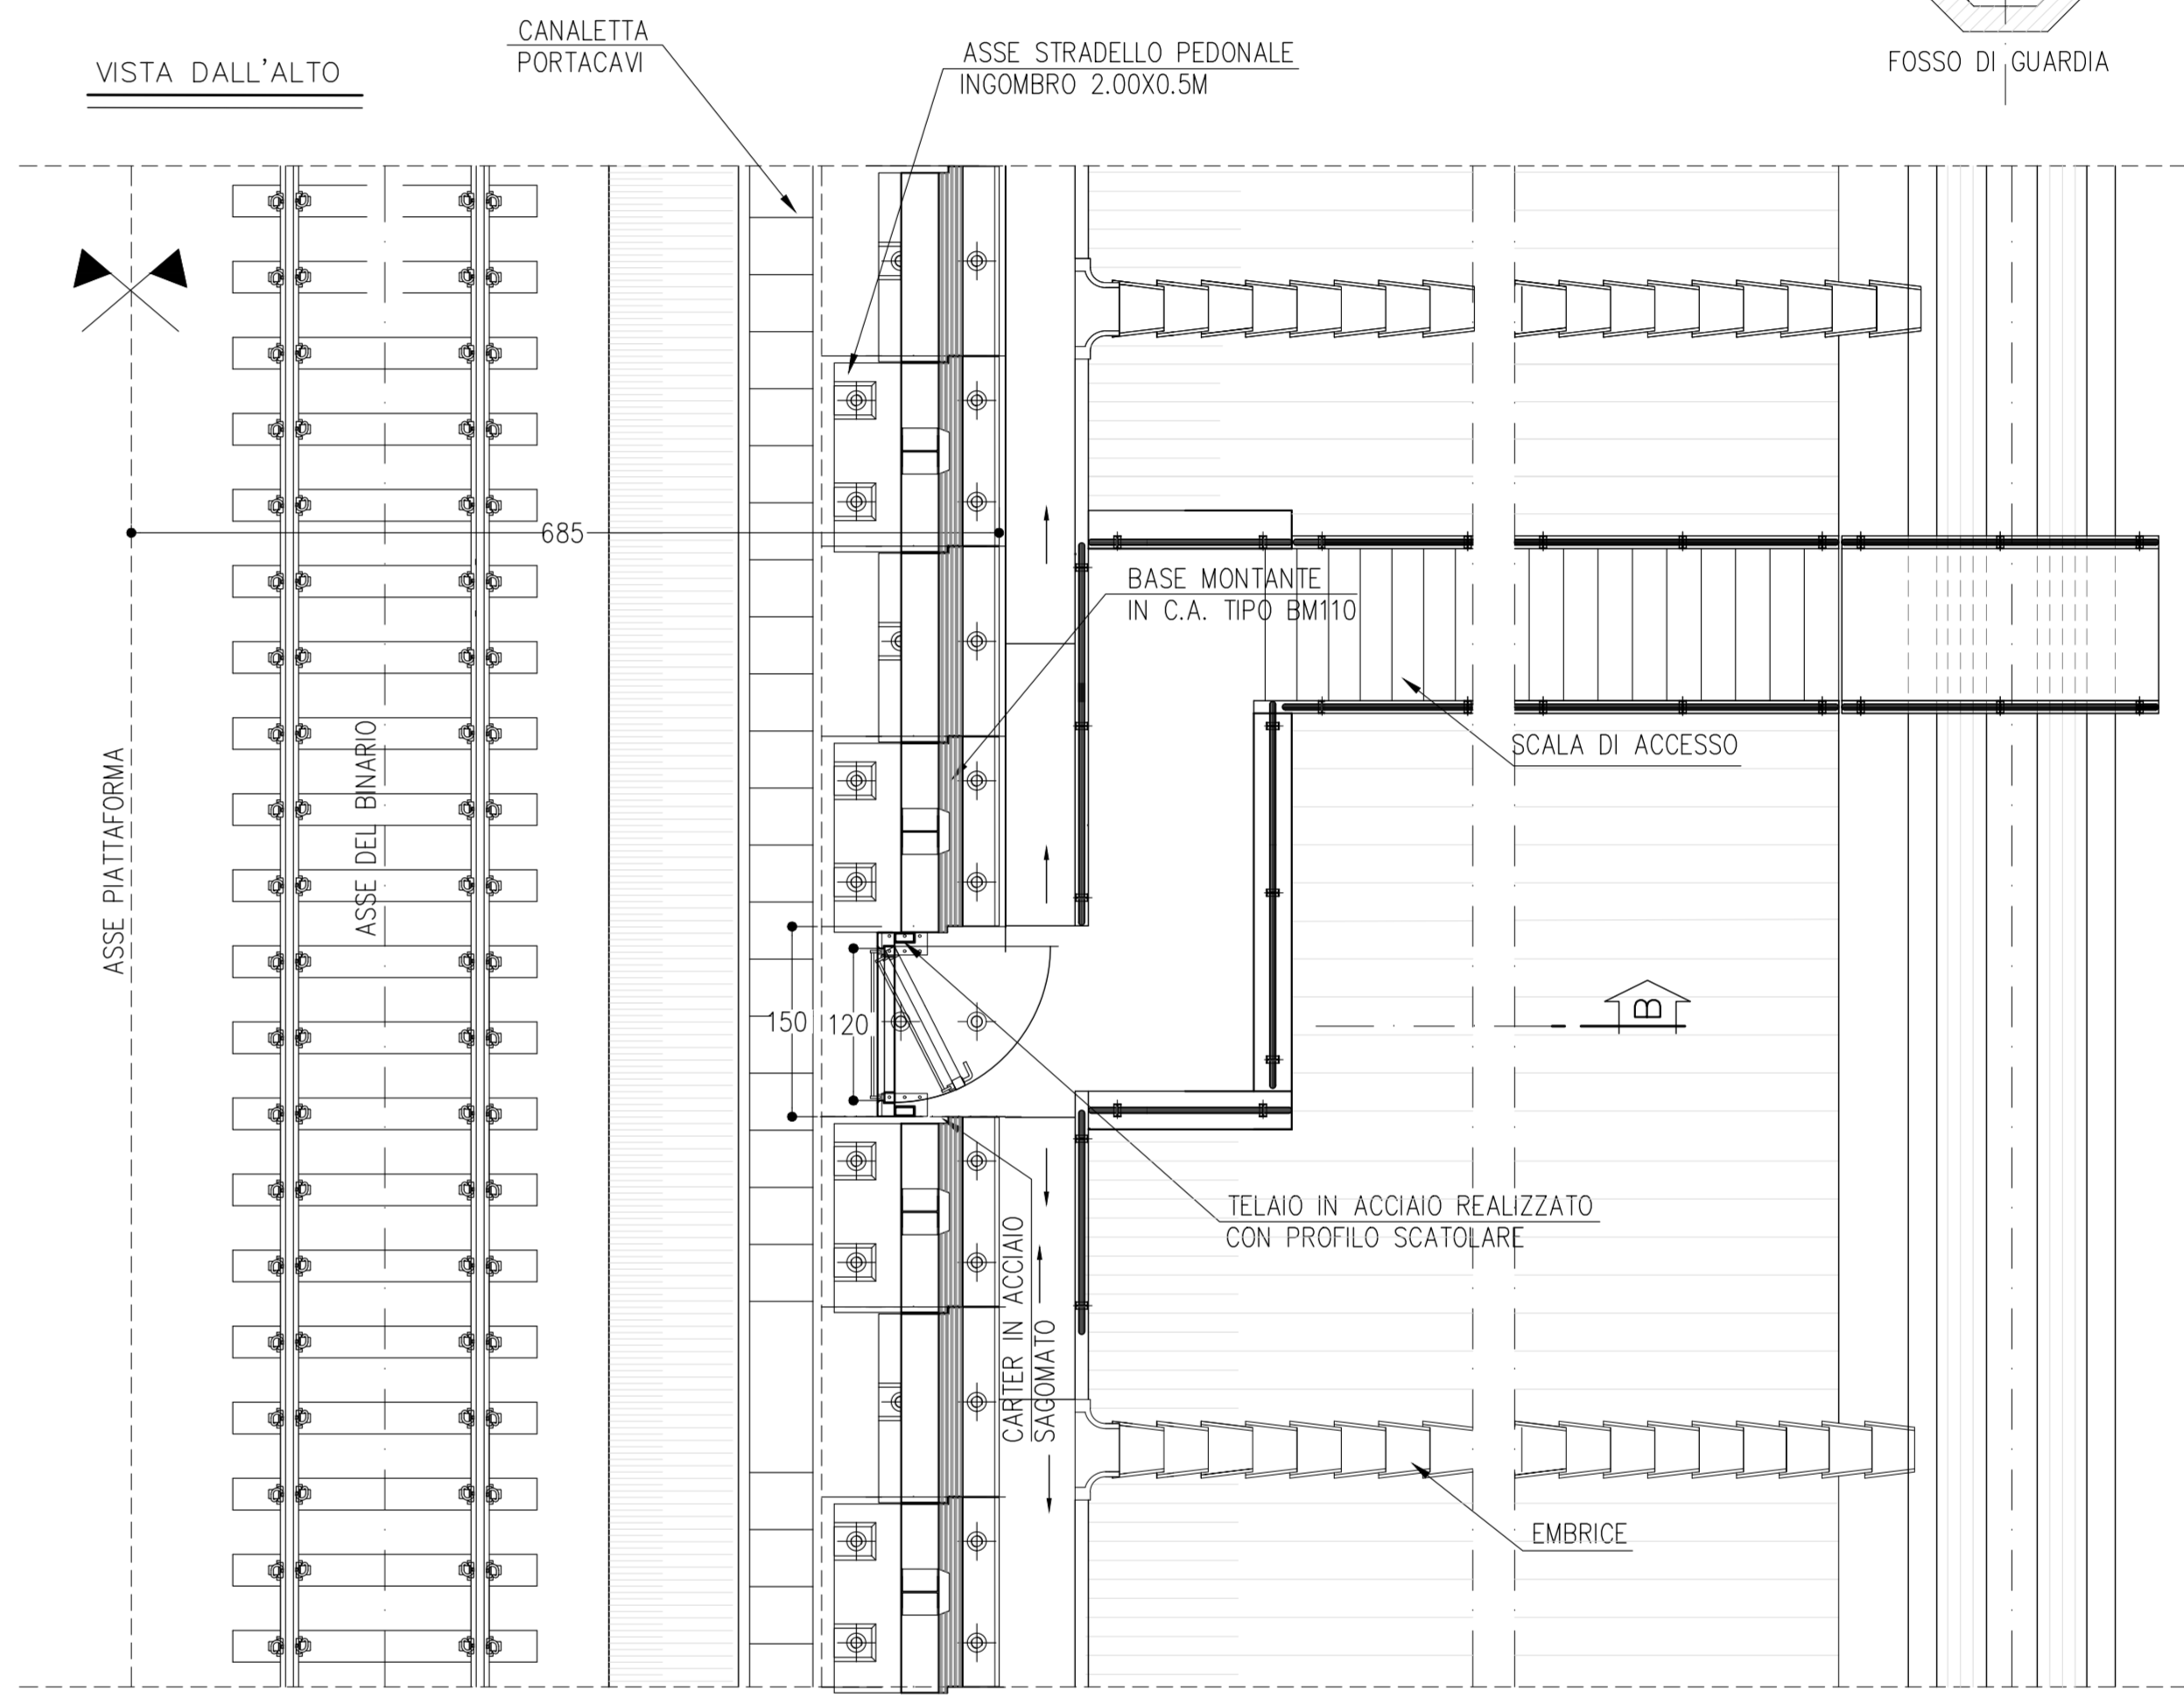 CANALETTA
PORTACAVI
VISTA DALL'ALTO
ASSE STRADELLO PEDONALE
INGOMBRO 2.00X0.5M
FOSSO DI GUARDIA
685
BASE MONTANTE
IN C.A. TIPO BM110
SCALA DI ACCESSO
ASSE PIATTAFORMA
ASSE DEL BINARIO
150
120
B
TELAIO IN ACCIAIO REALIZZATO
CON PROFILO SCATOLARE
CARTER IN ACCIAIO
SAGOMATO
EMBRICE